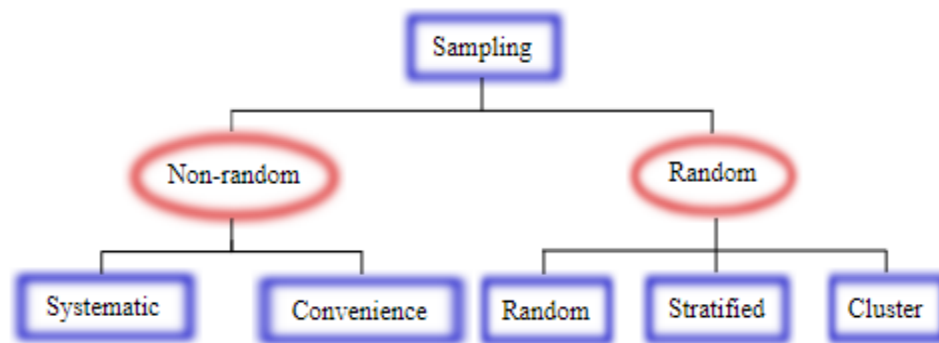 Sampling
Non-random
Random
Systematic
Convenience
Random
Stratified
Cluster